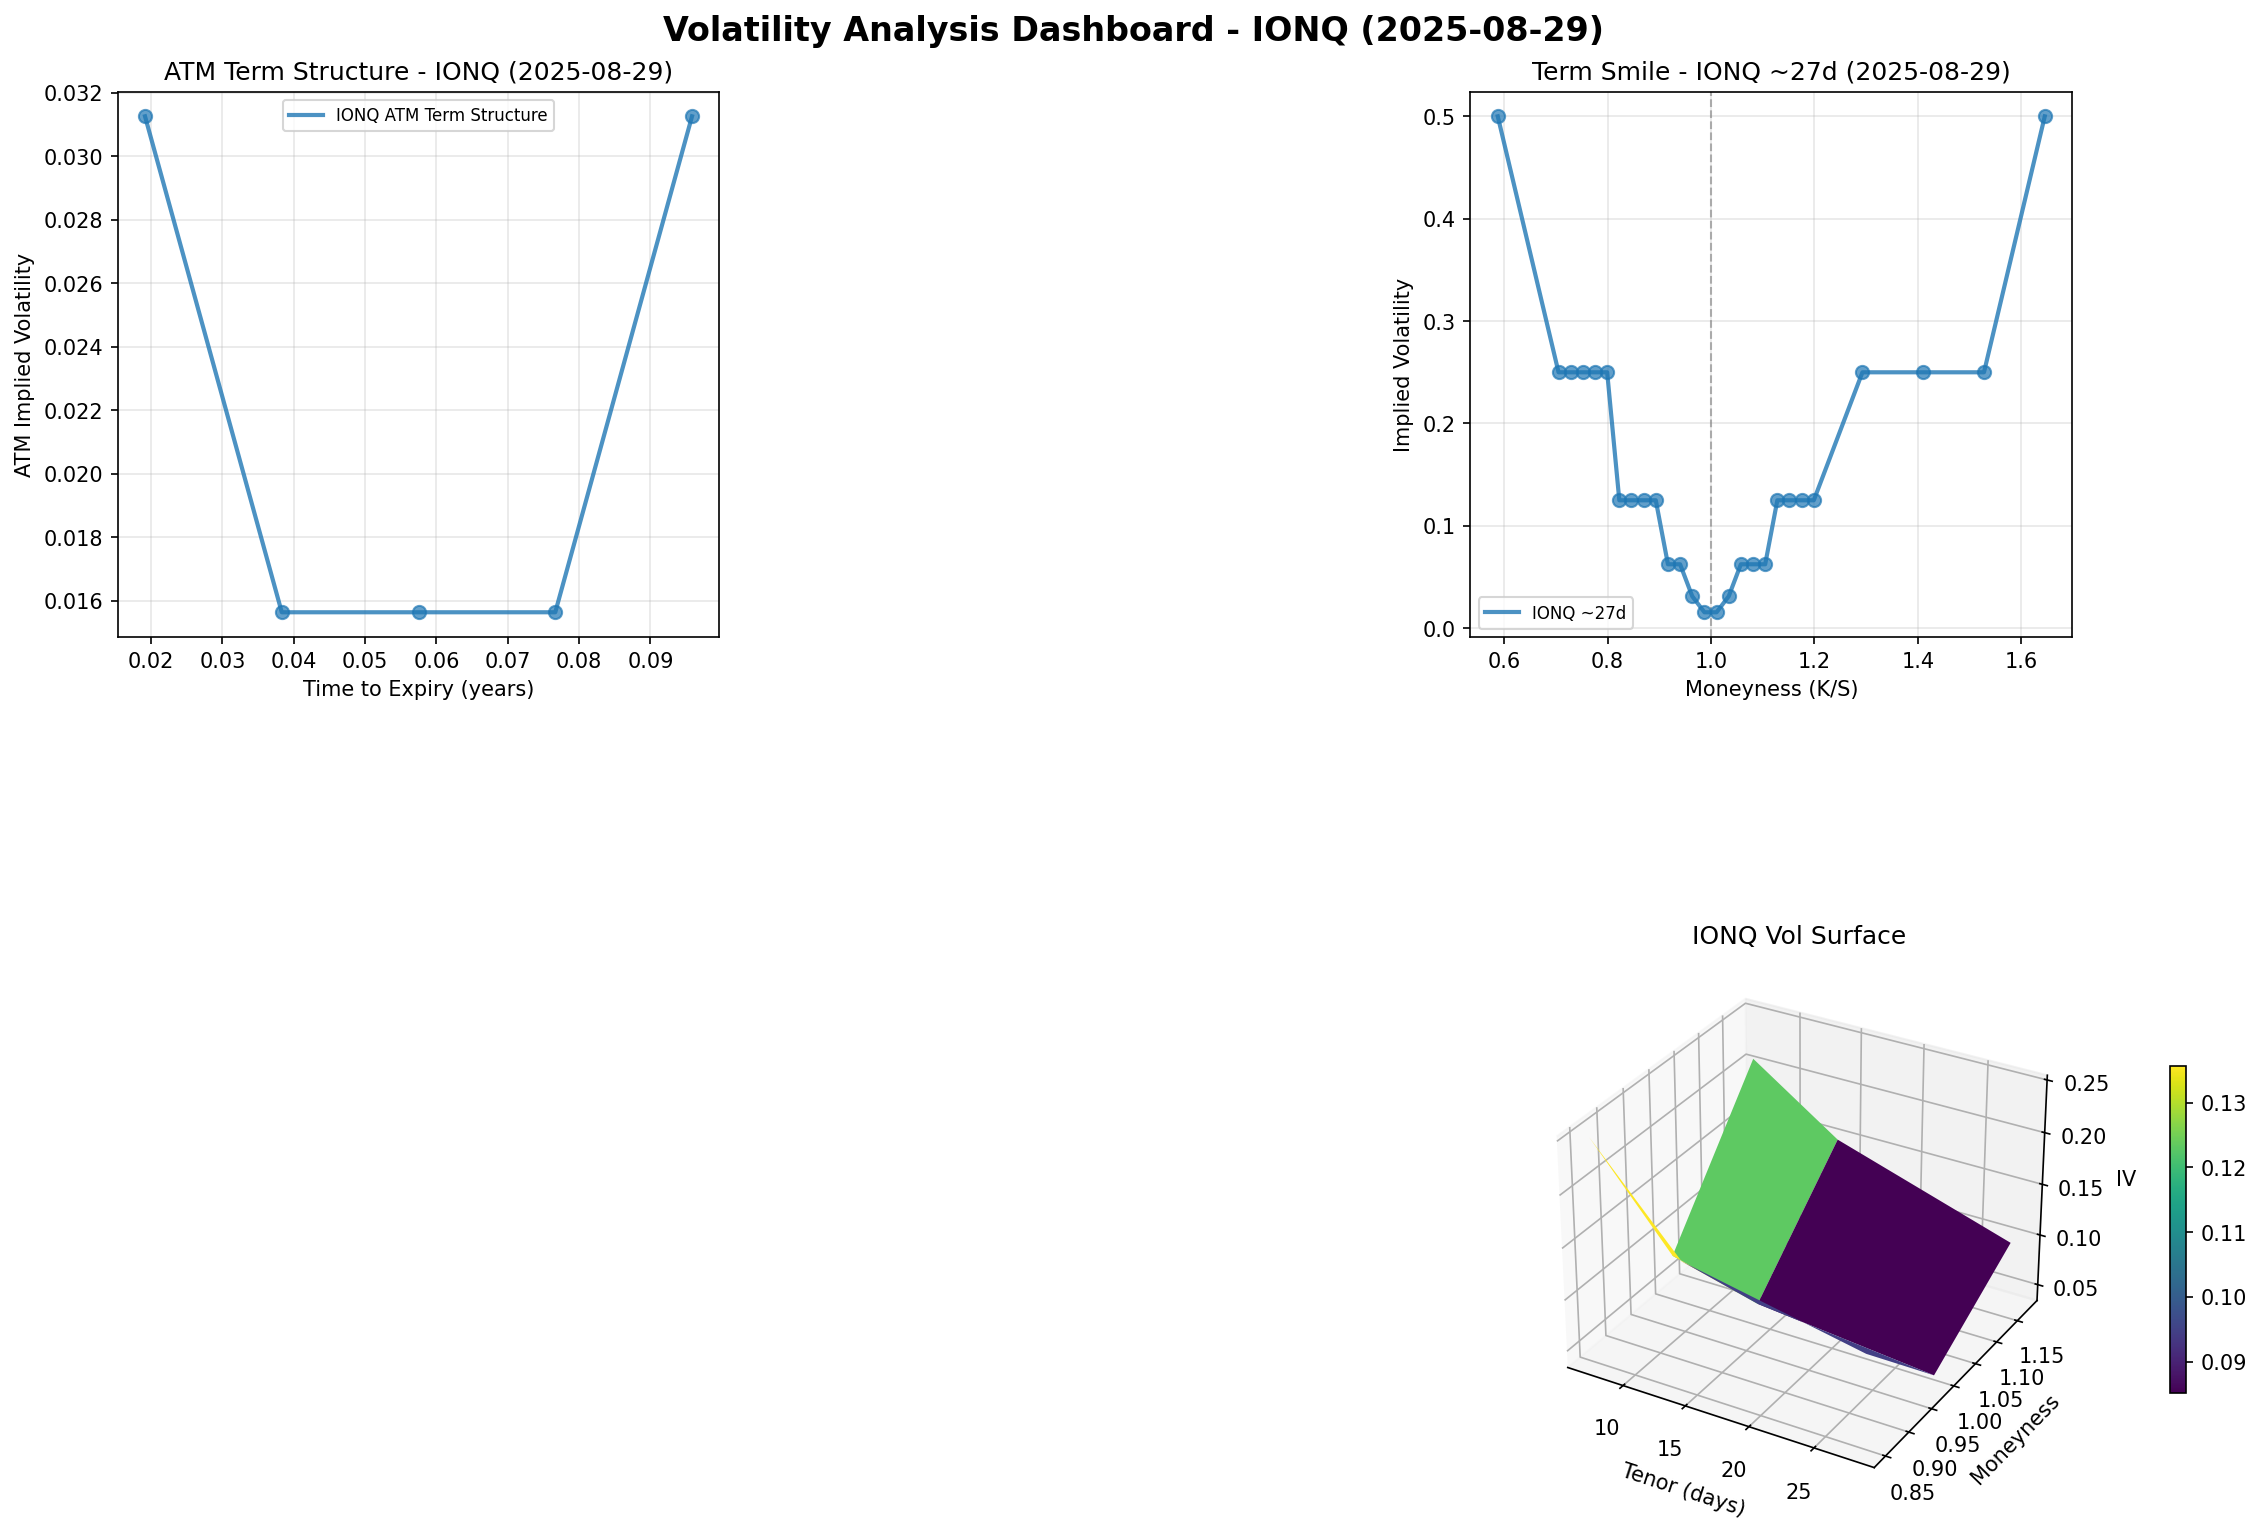 Volatility Analysis Dashboard - IONQ (2025-08-29)
ATM Term Structure - IONQ (2025-08-29)
ATM Implied Volatility
0.032
0.030
0.028
0.026
0.024
0.022
0.020
0.018
0.016
IONQ ATM Term Structure
0.02 0.03 0.04 0.05 0.06 0.07 0.08 0.09
Time to Expiry (years)
Term Smile - IONQ ~27d (2025-08-29)
Implied Volatility
0.5
0.4
0.3
0.2
0.1
0.0
IONQ ~27d
0.6 0.8 1.0 1.2 1.4 1.6
Moneyness (K/S)
IONQ Vol Surface
0.25
0.20
0.15
0.10
0.05
IV
1.15
1.10
1.05
1.00
0.95
0.90
0.85
Moneyness
10 15 20 25
Tenor (days)
0.13
0.12
0.11
0.10
0.09